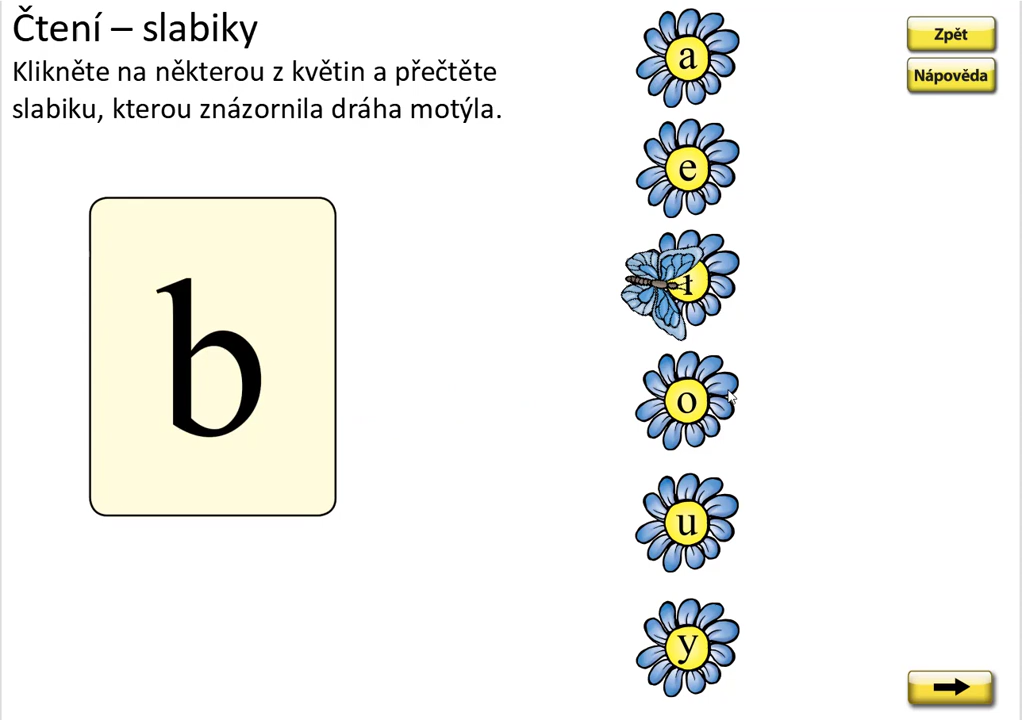 Čtení – slabiky
Klikněte na některou z květin a přečtěte
slabiku, kterou znázornila dráha motýla.
Zpět
Nápověda
b
a
e
i
o
u
y